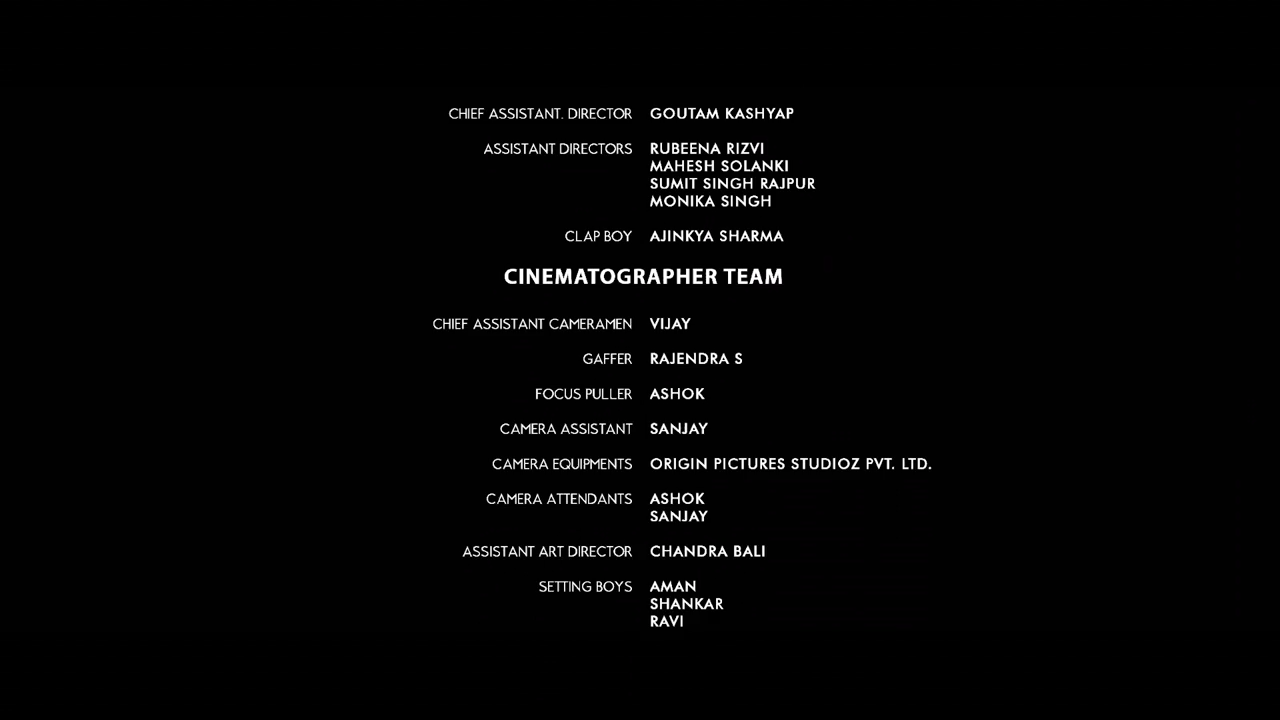 CHIEF ASSISTANT. DIRECTOR GOUTAM KASHYAP
ASSISTANT DIRECTORS RUBEENA RIZVI
MAHESH SOLANKI
SUMIT SINGH RAJPUR
MONIKA SINGH
CLAP BOY AJINKYA SHARMA
CINEMATOGRAPHER TEAM
CHIEF ASSISTANT CAMERAMEN VIJAY
GAFFER RAJENDRA S
FOCUS PULLER ASHOK
CAMERA ASSISTANT SANJAY
CAMERA EQUIPMENTS ORIGIN PICTURES STUDIOZ PVT. LTD.
CAMERA ATTENDANTS ASHOK
SANJAY
ASSISTANT ART DIRECTOR CHANDRA BALI
SETTING BOYS AMAN
SHANKAR
RAVI